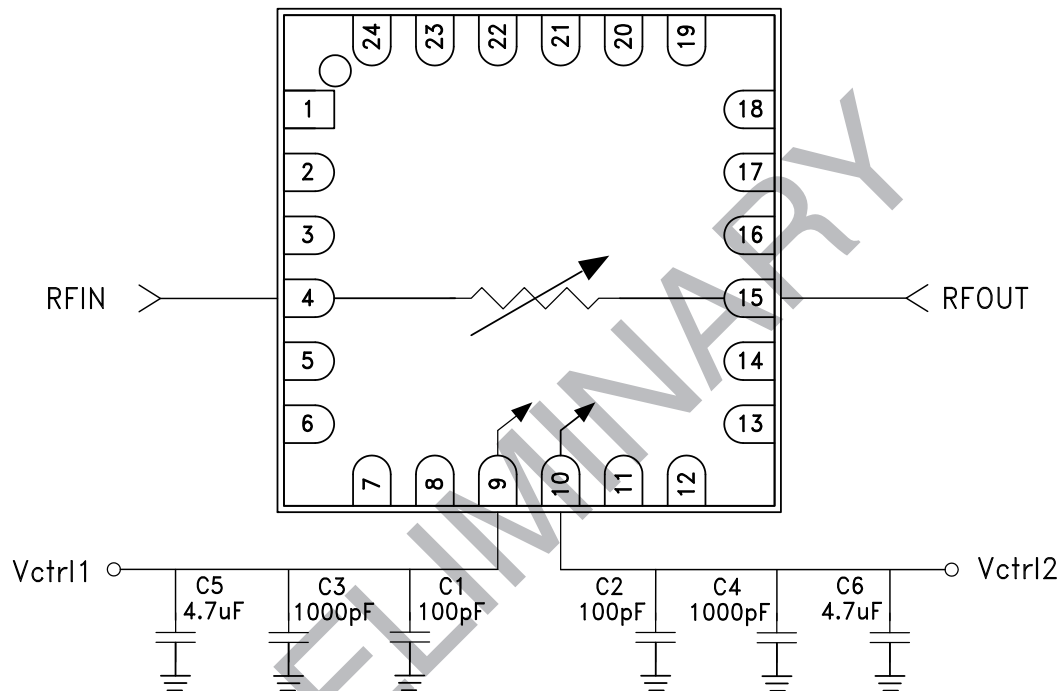 24 23 22 21 20 19
1 18
2 17
3 16
RFIN 4 15 RFOUT
5 14
6 13
7 8 9 10 11 12
Vctrl1 Vctrl2
C5 C3 C1 C2 C4 C6
4.7uF 1000pF 100pF 100pF 1000pF 4.7uF
ELIMINARY